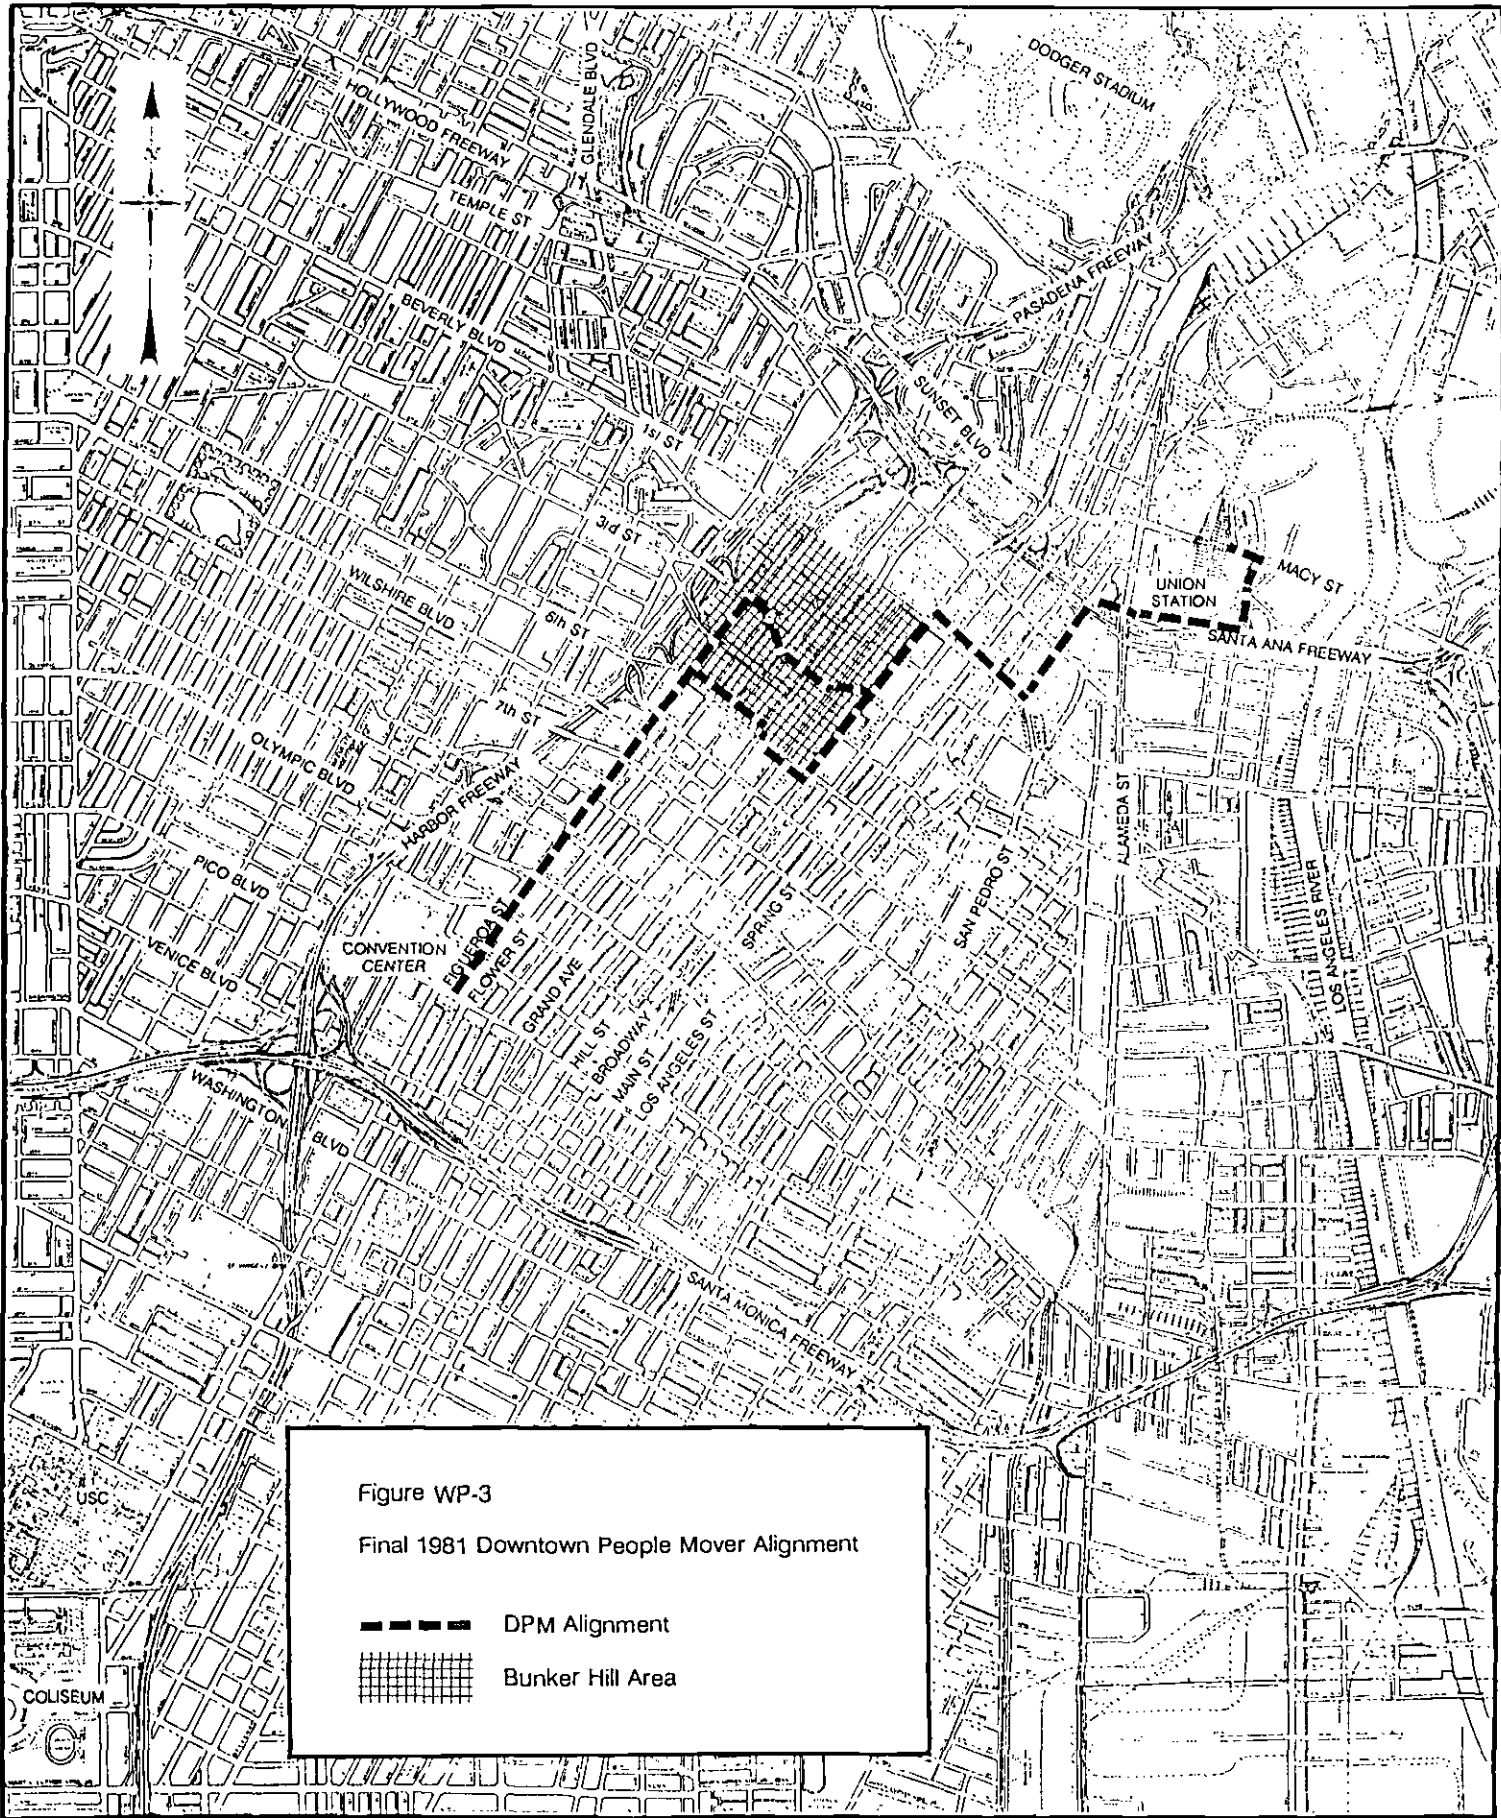 DODGER STADIUM
GLENDALE BLVD
HOLLYWOOD FREEWAY
TEMPLE ST
PASADENA FREEWAY
BEVERLY BLVD
SUNSET BLVD
1st ST
3rd ST
WILSHIRE BLVD
6th ST
UNION
STATION
MACY ST
SANTA ANA FREEWAY
7th ST
OLYMPIC BLVD
HARBOR FREEWAY
ALAMEDA ST
PICO BLVD
SAN PEDRO ST
SPRING ST
LOS ANGELES RIVER
VENICE BLVD
CONVENTION
CENTER
FIGUEROA ST
FLOWER ST
GRAND AVE
HILL ST
BROADWAY
MAIN ST
LOS ANGELES ST
WASHINGTON BLVD
SANTA MONICA FREEWAY
USC
COLISEUM
Figure WP-3
Final 1981 Downtown People Mover Alignment
DPM Alignment
Bunker Hill Area